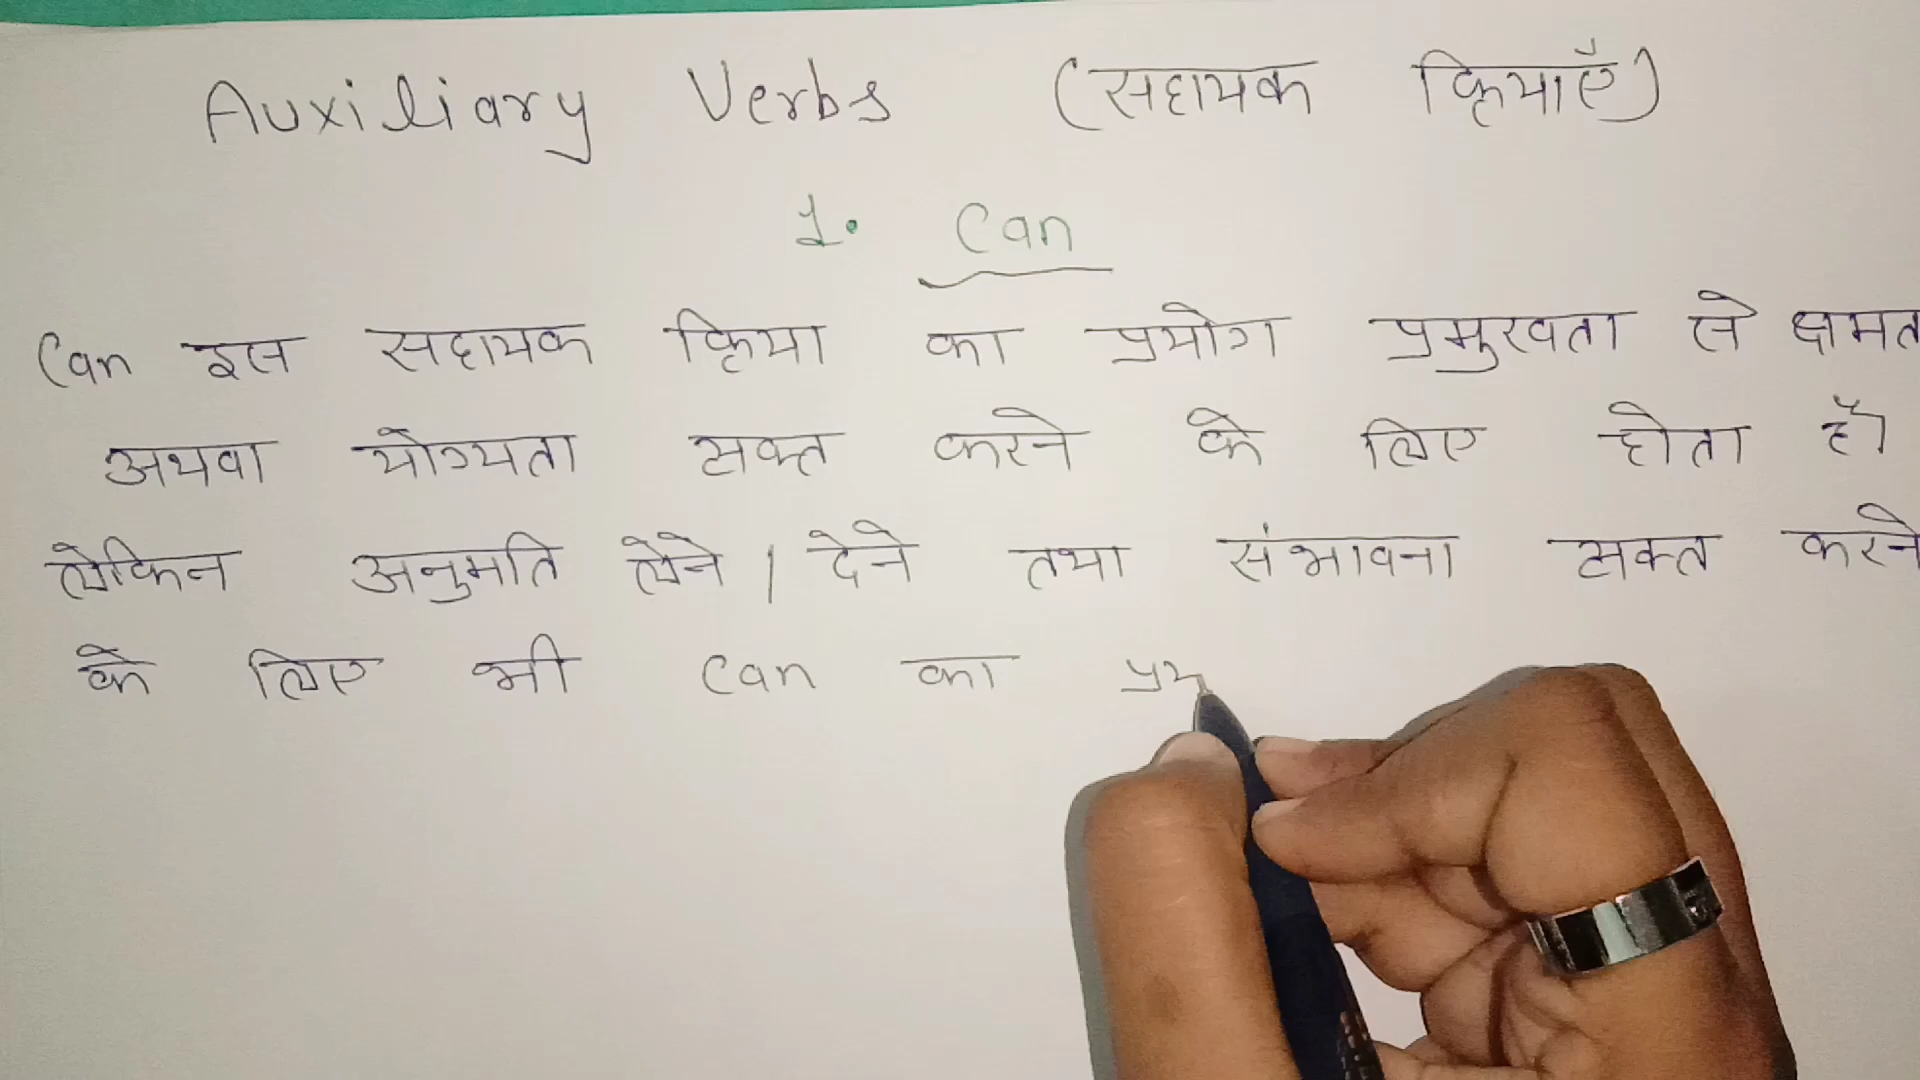 Auxiliary Verbs (सहायक क्रियाएँ)
1. Can
Can इस सहायक क्रिया का प्रयोग प्रमुखता से क्षमत
अथवा योग्यता व्यक्त करने के लिए होता है।
लेकिन अनुमति लेने / देने तथा संभावना व्यक्त करने
के लिए भी can का प्रय